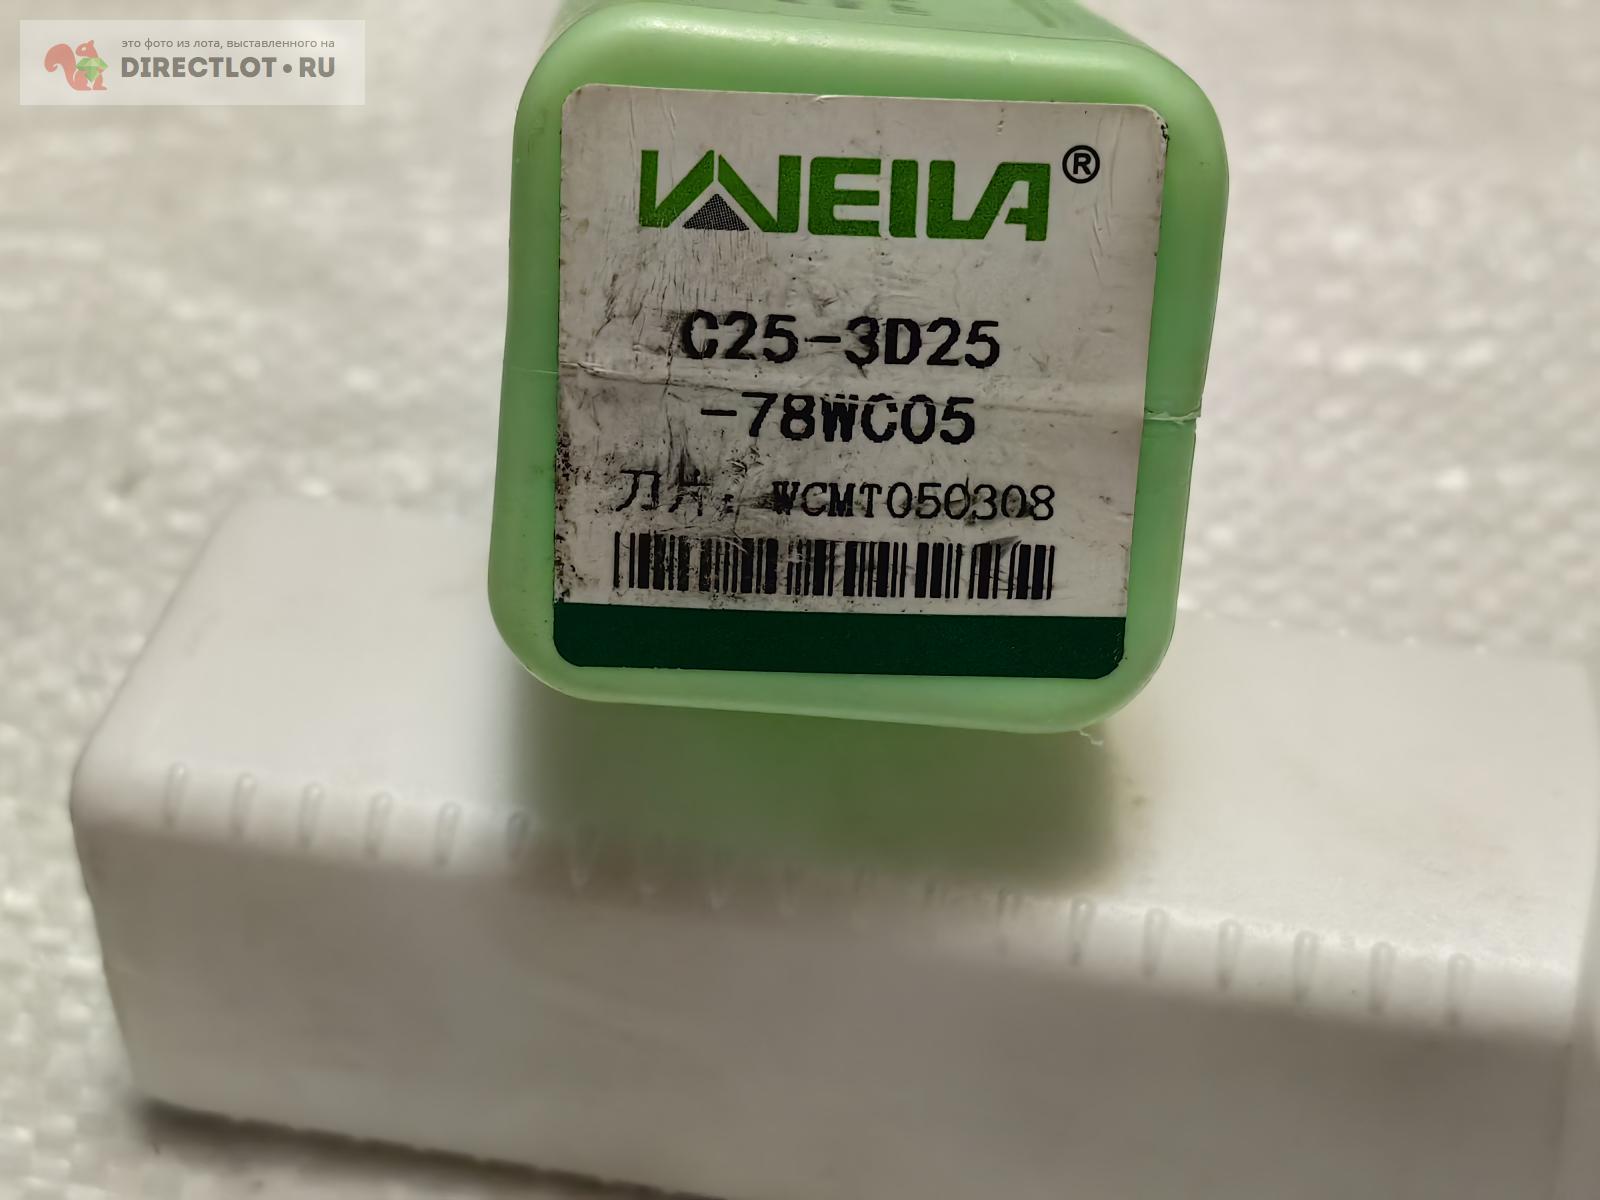 это фото из лота, выставленного на
DIRECTLOT•RU
WEILA®
C25-3D25
-78WC05
刀片: WCMT050308